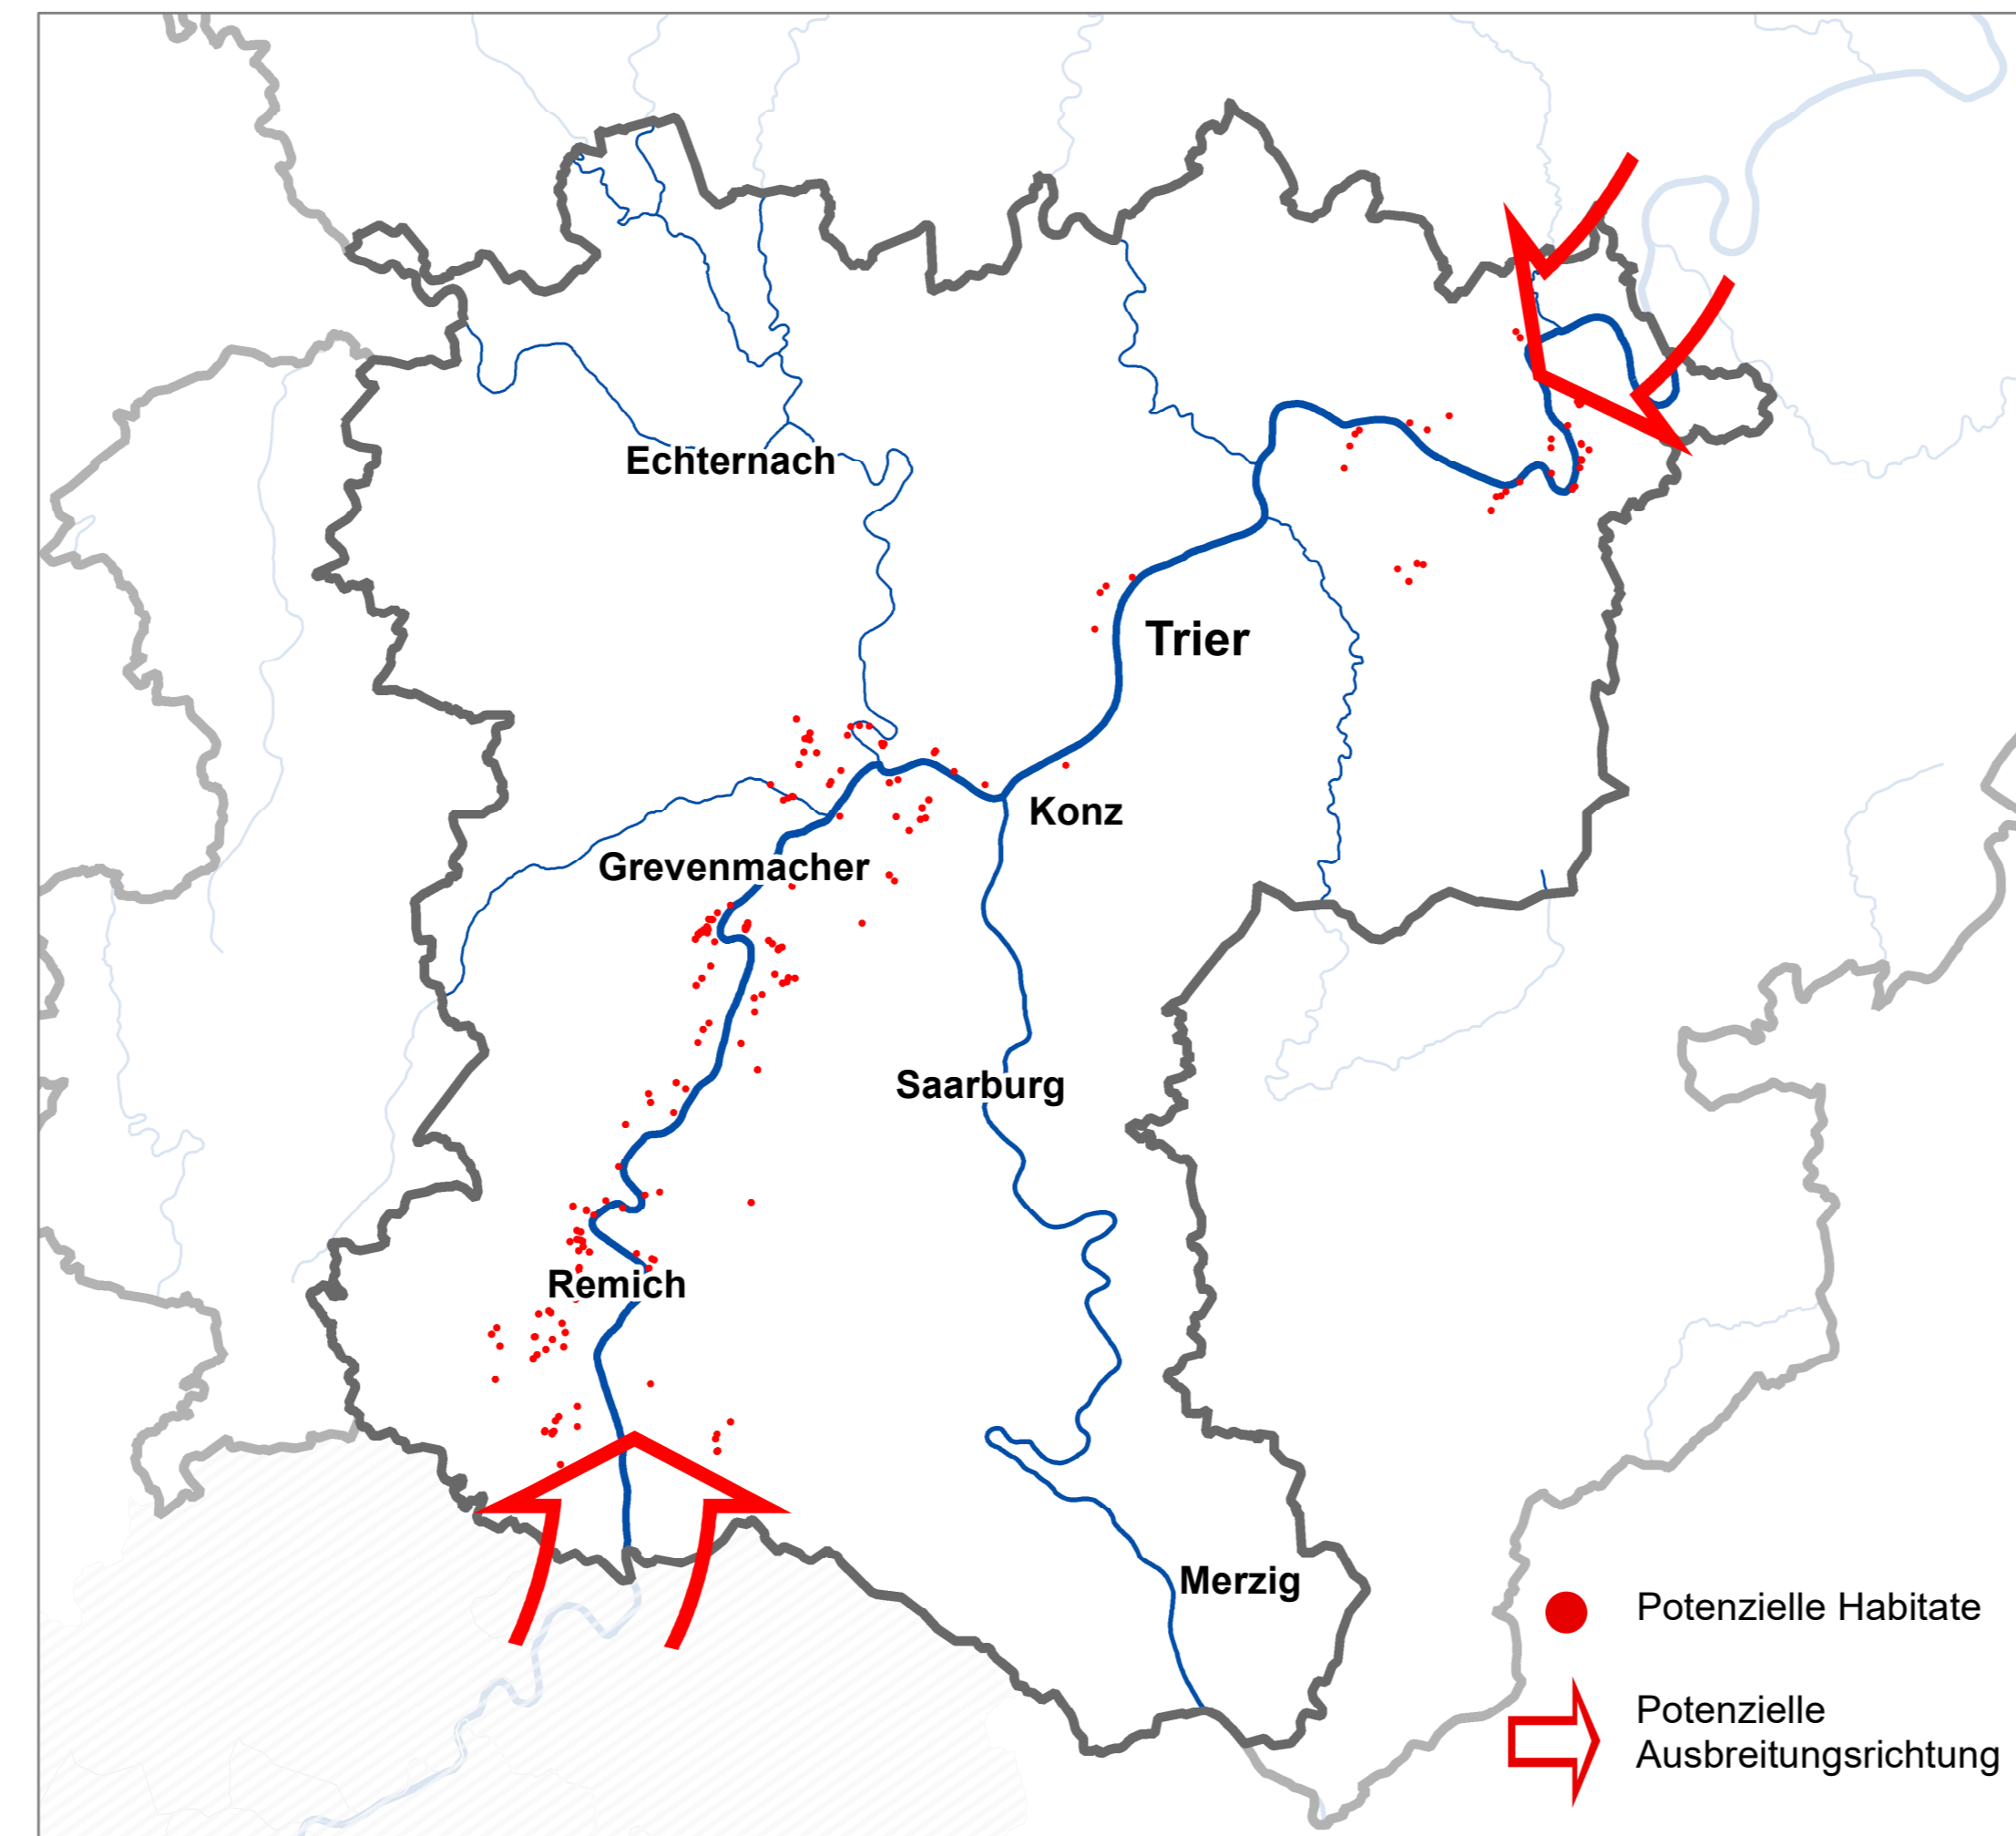 Echternach
Trier
Konz
Grevenmacher
Saarburg
Remich
Merzig
Potenzielle Habitate
Potenzielle
Ausbreitungsrichtung